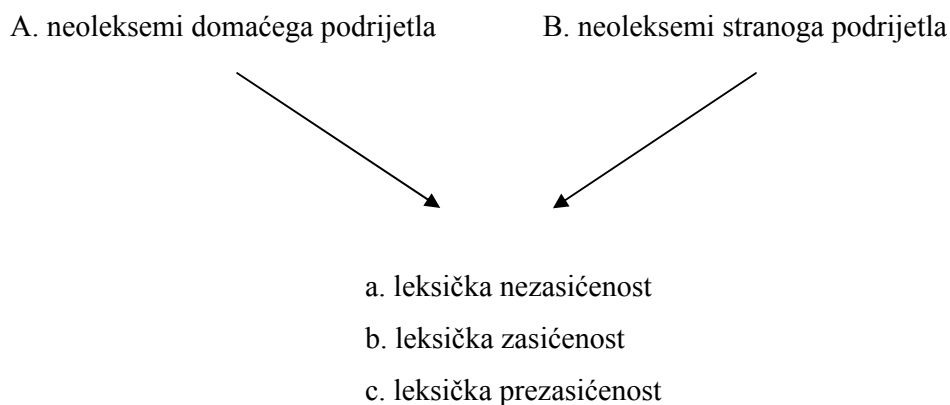 A. neoleksemi domaćega podrijetla B. neoleksemi stranoga podrijetla
a. leksička nezasićenost
b. leksička zasićenost
c. leksička prezasićenost